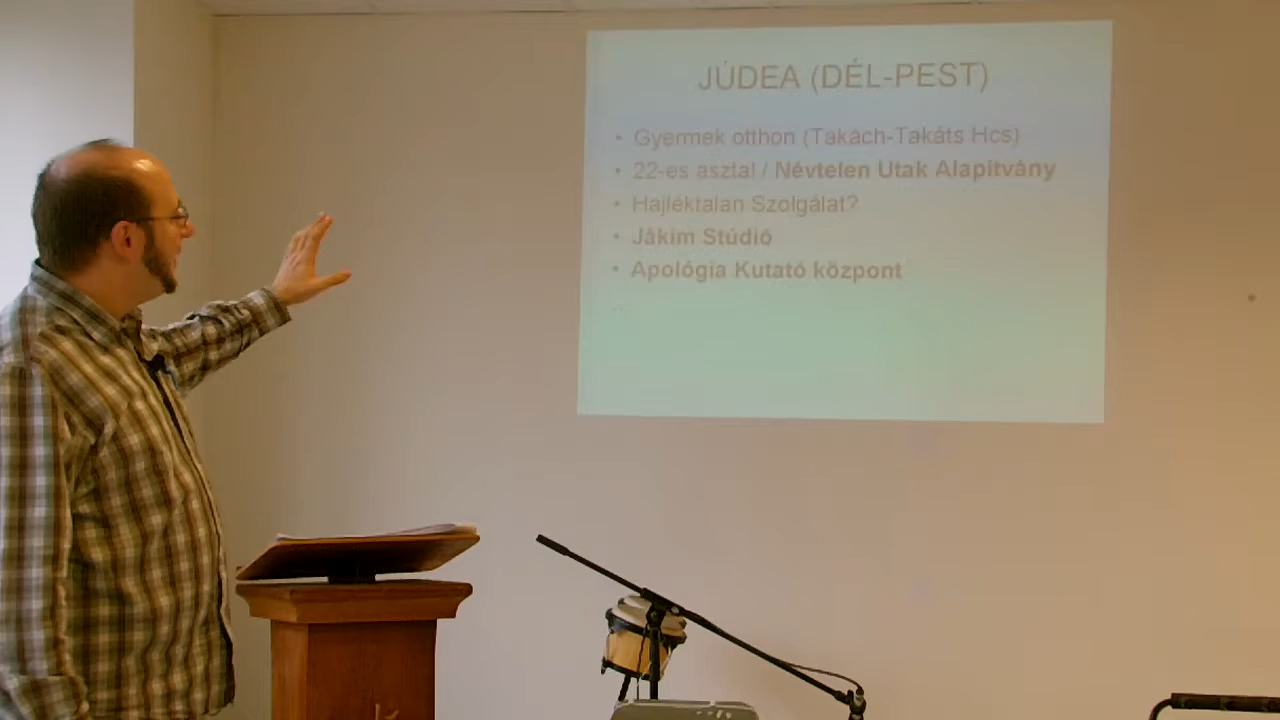 JÚDEA (DÉL-PEST)
• Gyermek otthon (Takách-Takáts Hcs)
• 22-es asztal / Névtelen Utak Alapítvány
• Hajléktalan Szolgálat?
• Jákim Stúdió
• Apológia Kutató központ